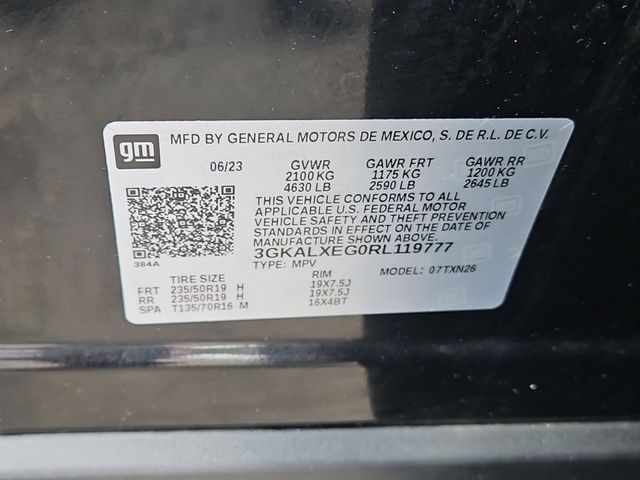 gm MFD BY GENERAL MOTORS DE MEXICO, S. DE R.L. DE C.V.
06/23 GVWR GAWR FRT GAWR RR
2100 KG 1175 KG 1200 KG
4630 LB 2590 LB 2645 LB
THIS VEHICLE CONFORMS TO ALL
APPLICABLE U.S. FEDERAL MOTOR
VEHICLE SAFETY AND THEFT PREVENTION
STANDARDS IN EFFECT ON THE DATE OF
MANUFACTURE SHOWN ABOVE.
384A 3GKALXEG0RL119777
TYPE: MPV MODEL: 07TXN26
TIRE SIZE RIM
FRT 235/50R19 H 19X7.5J
RR 235/50R19 H 19X7.5J
SPA T135/70R16 M 16X4BT